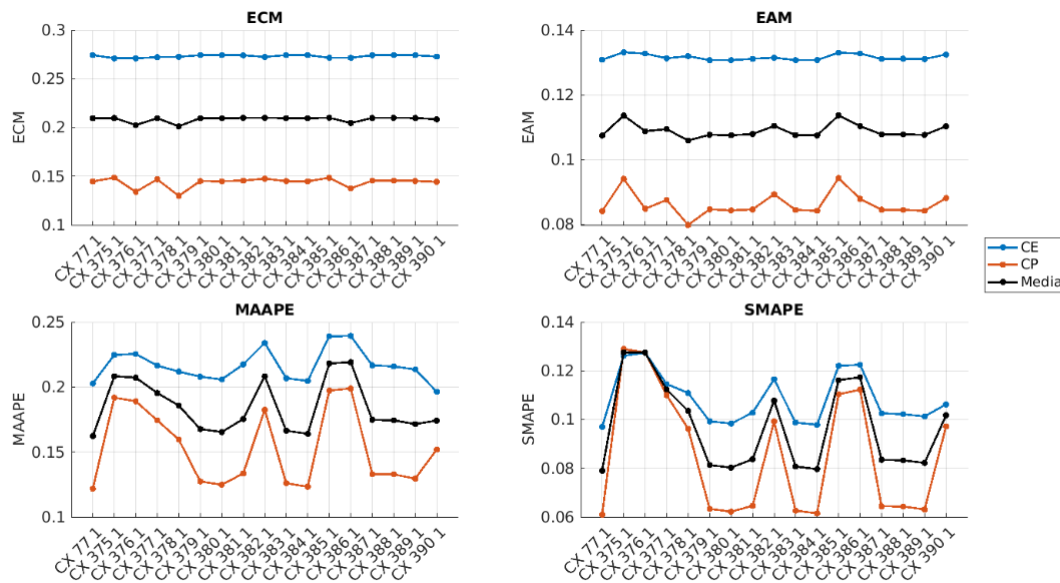 ECM
0.3
0.25
0.2
0.15
0.1
ECM
CX 77 1
CX 375 1
CX 376 1
CX 377 1
CX 378 1
CX 379 1
CX 380 1
CX 381 1
CX 382 1
CX 383 1
CX 384 1
CX 385 1
CX 386 1
CX 387 1
CX 388 1
CX 389 1
CX 390 1
EAM
0.14
0.12
0.1
0.08
EAM
CX 77 1
CX 375 1
CX 376 1
CX 377 1
CX 378 1
CX 379 1
CX 380 1
CX 381 1
CX 382 1
CX 383 1
CX 384 1
CX 385 1
CX 386 1
CX 387 1
CX 388 1
CX 389 1
CX 390 1
CE
CP
Media
MAAPE
0.25
0.2
0.15
0.1
MAAPE
CX 77 1
CX 375 1
CX 376 1
CX 377 1
CX 378 1
CX 379 1
CX 380 1
CX 381 1
CX 382 1
CX 383 1
CX 384 1
CX 385 1
CX 386 1
CX 387 1
CX 388 1
CX 389 1
CX 390 1
SMAPE
0.14
0.12
0.1
0.08
0.06
SMAPE
CX 77 1
CX 375 1
CX 376 1
CX 377 1
CX 378 1
CX 379 1
CX 380 1
CX 381 1
CX 382 1
CX 383 1
CX 384 1
CX 385 1
CX 386 1
CX 387 1
CX 388 1
CX 389 1
CX 390 1